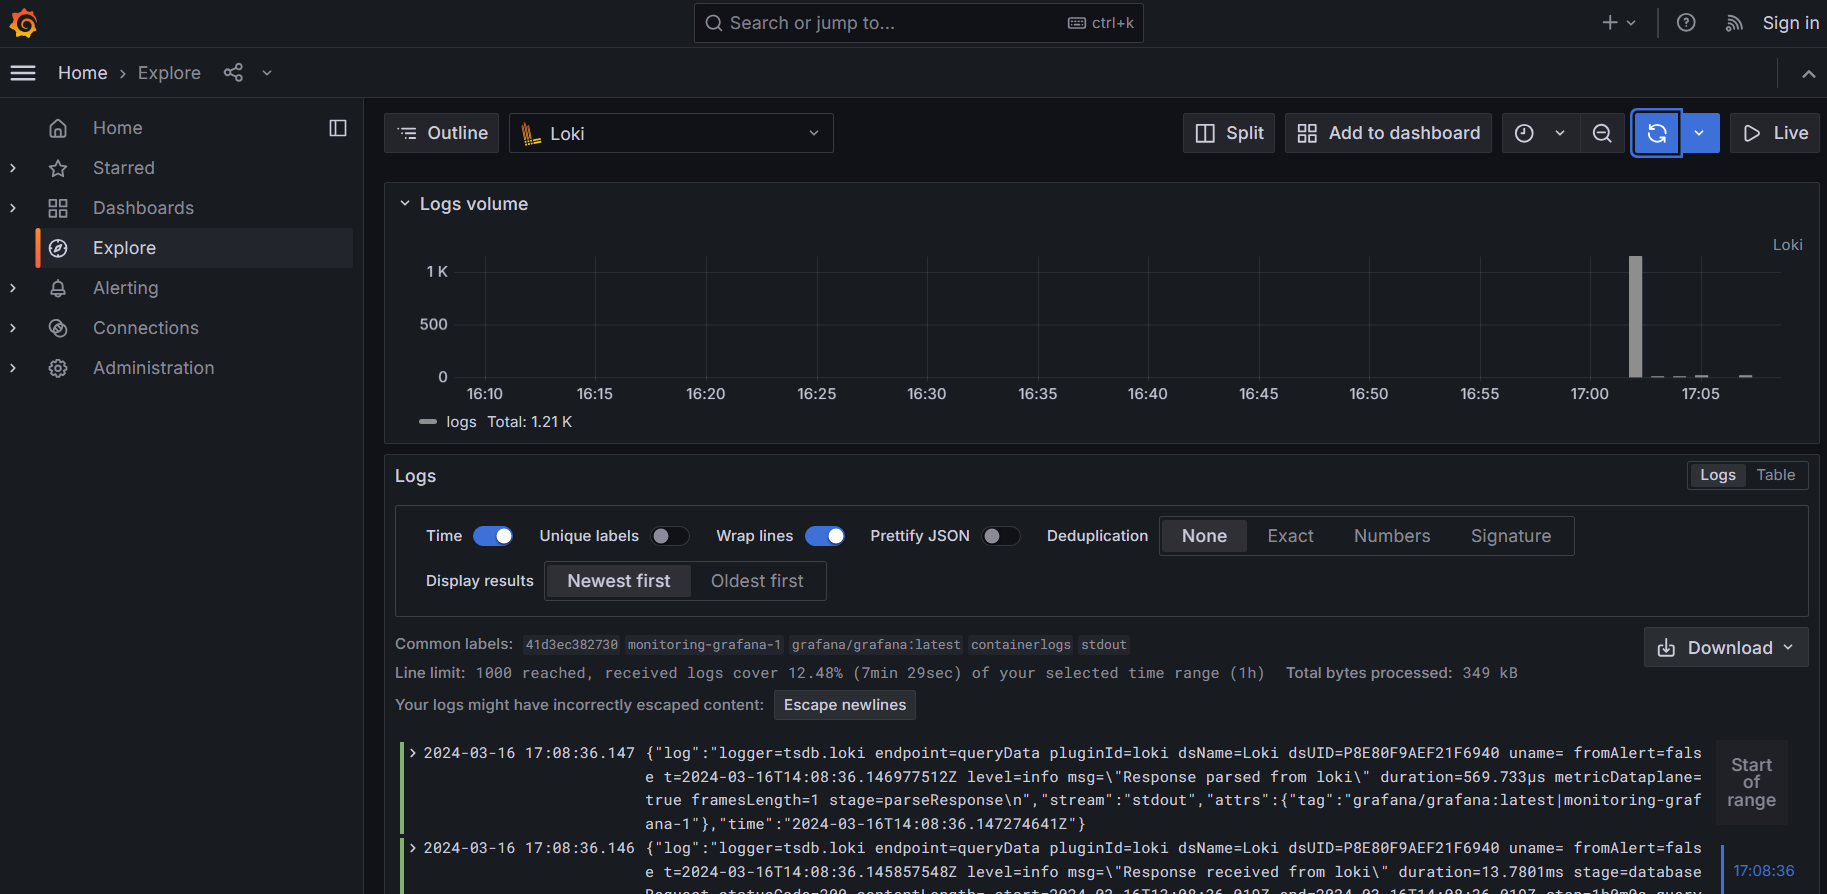 Search or jump to...
ctrl+k
Sign in
Home › Explore
Home
Starred
Dashboards
Explore
Alerting
Connections
Administration
Outline
Loki
Split
Add to dashboard
Live
Logs volume
Loki
1 K
500
0
16:10 16:15 16:20 16:25 16:30 16:35 16:40 16:45 16:50 16:55 17:00 17:05
logs Total: 1.21 K
Logs
Logs Table
Time Unique labels Wrap lines Prettify JSON Deduplication None Exact Numbers Signature
Display results Newest first Oldest first
Common labels: 41d3ec382730 monitoring-grafana-1 grafana/grafana:latest containerlogs stdout
Download
Line limit: 1000 reached, received logs cover 12.48% (7min 29sec) of your selected time range (1h) Total bytes processed: 349 kB
Your logs might have incorrectly escaped content: Escape newlines
2024-03-16 17:08:36.147 {"log":"logger=tsdb.loki endpoint=queryData pluginId=loki dsName=Loki dsUID=P8E80F9AEF21F6940 uname= fromAlert=fals
e t=2024-03-16T14:08:36.146977512Z level=info msg=\"Response parsed from loki\" duration=569.733µs metricDataplane=
true framesLength=1 stage=parseResponse\n","stream":"stdout","attrs":{"tag":"grafana/grafana:latest|monitoring-graf
ana-1"},"time":"2024-03-16T14:08:36.147274641Z"}
Start
of
range
2024-03-16 17:08:36.146 {"log":"logger=tsdb.loki endpoint=queryData pluginId=loki dsName=Loki dsUID=P8E80F9AEF21F6940 uname= fromAlert=fals
e t=2024-03-16T14:08:36.145857548Z level=info msg=\"Response received from loki\" duration=13.7801ms stage=database
17:08:36